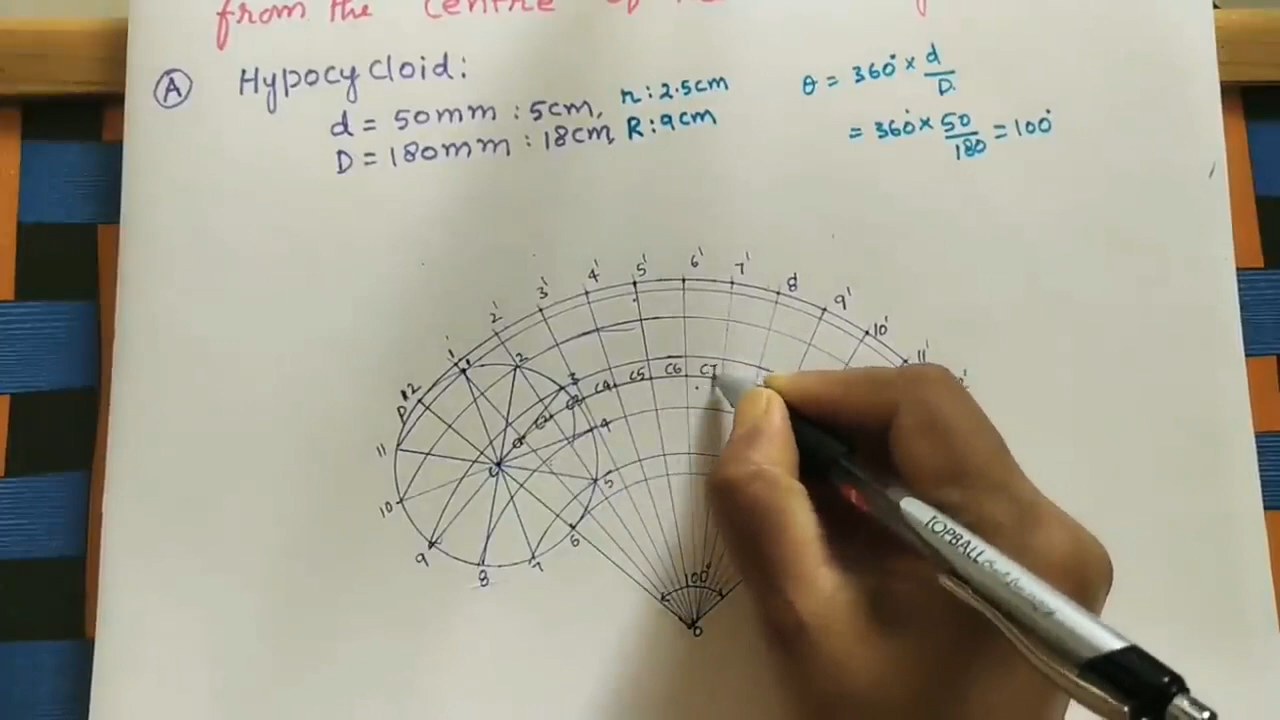 from the centre of
(A) Hypocycloid:
d = 50mm : 5cm, r : 2.5cm
D = 180mm : 18cm R : 9cm
θ = 360° × d/D.
= 360° × 50/180 = 100°
1' 2' 3' 4' 5' 6' 7' 8' 9' 10' 11'
P 12 1 2 3 4 5 6 7 8 9 10 11
C4 C5 C6 C7
100°
O
TOPBALL